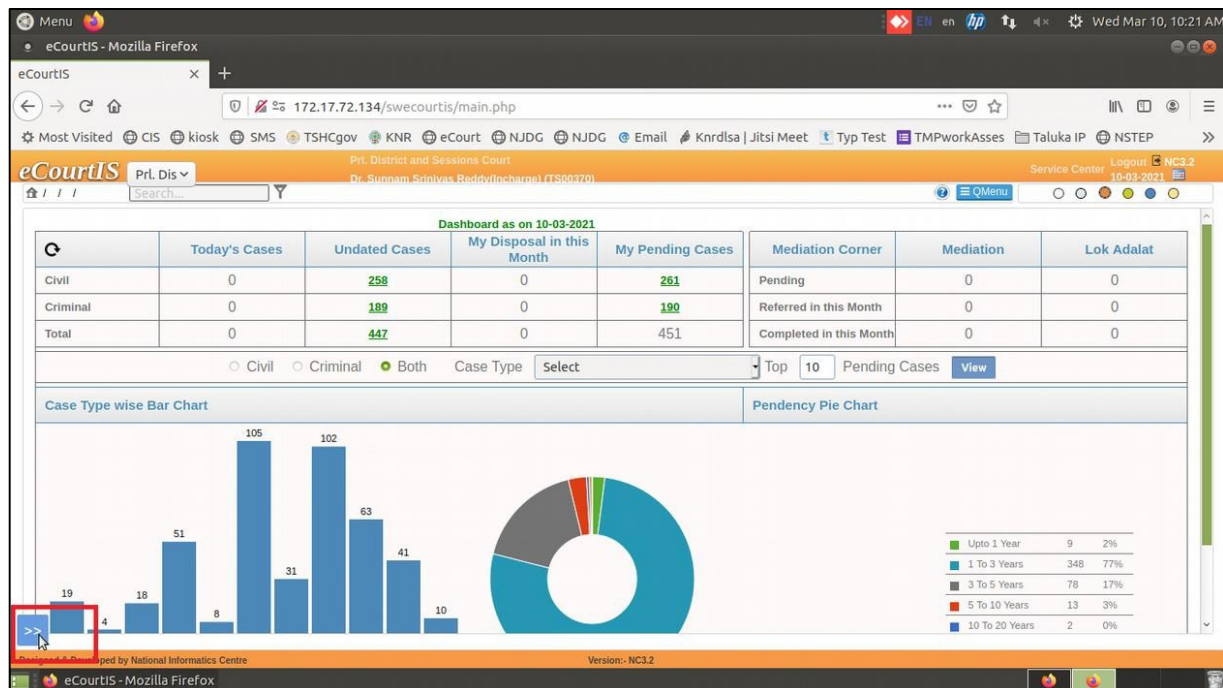 Menu EN en hp Wed Mar 10, 10:21 AM
eCourtIS - Mozilla Firefox
eCourtIS × +
172.17.72.134/swecourtis/main.php
Most Visited CIS kiosk SMS TSHCgov KNR eCourt NJDG NJDG Email Knrdlsa | Jitsi Meet Typ Test TMPworkAsses Taluka IP NSTEP >>
eCourtIS Prl. Dis Prl. District and Sessions Court Service Center Logout NC3.2
Dr. Sunnam Srinivas Reddy(Incharge) (TS00370) 10-03-2021
/ / / Search... QMenu
Dashboard as on 10-03-2021
Today's Cases Undated Cases My Disposal in this Month My Pending Cases Mediation Corner Mediation Lok Adalat
Civil 0 258 0 261 Pending 0 0
Criminal 0 189 0 190 Referred in this Month 0 0
Total 0 447 0 451 Completed in this Month 0 0
Civil Criminal Both Case Type Select Top 10 Pending Cases View
Case Type wise Bar Chart Pendency Pie Chart
19 4 18 51 8 105 31 102 63 41 10
Upto 1 Year 9 2%
1 To 3 Years 348 77%
3 To 5 Years 78 17%
5 To 10 Years 13 3%
10 To 20 Years 2 0%
>>
Designed & Developed by National Informatics Centre Version:- NC3.2
eCourtIS - Mozilla Firefox